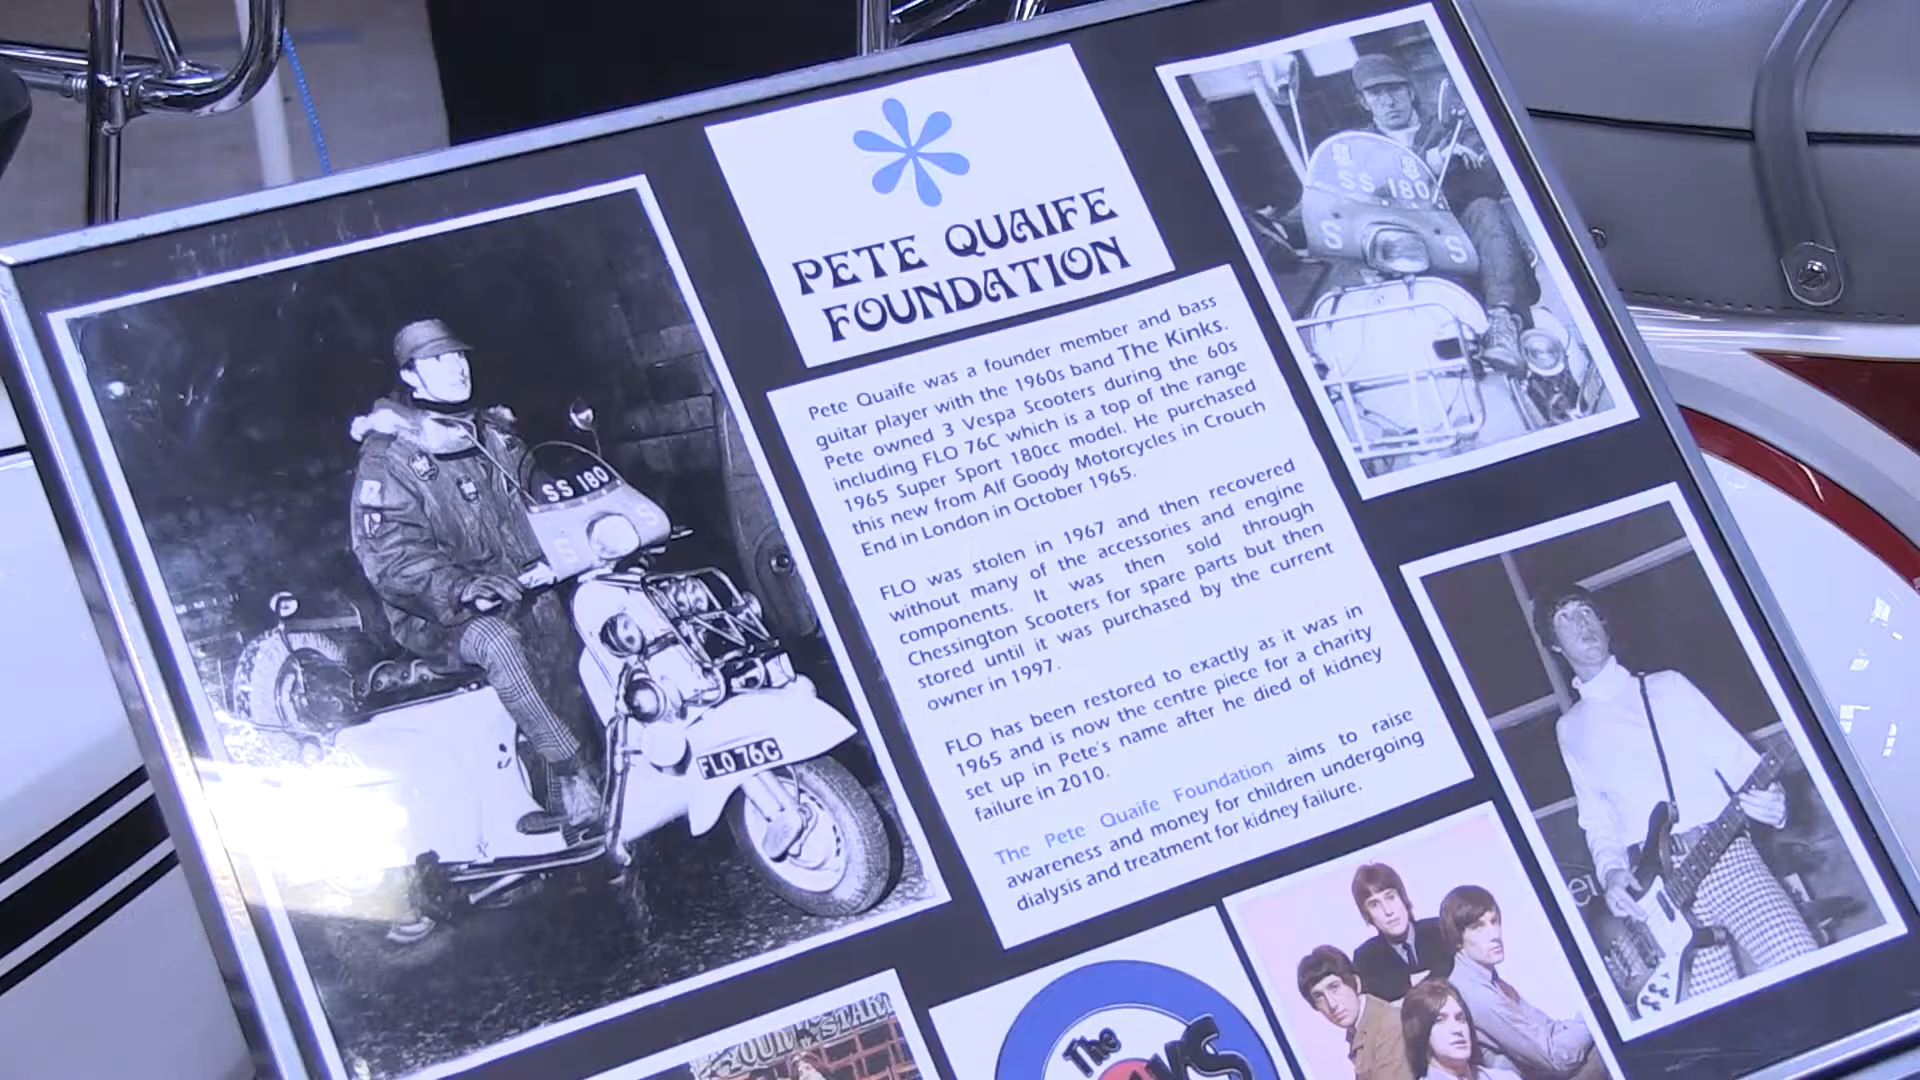 PETE QUAIFE
FOUNDATION
Pete Quaife was a founder member and bass
guitar player with the 1960s band The Kinks.
Pete owned 3 Vespa Scooters during the 60s
including FLO 76C which is a top of the range
1965 Super Sport 180cc model. He purchased
this new from Alf Goody Motorcycles in Crouch
End in London in October 1965.
FLO was stolen in 1967 and then recovered
without many of the accessories and engine
components. It was then sold through
Chessington Scooters for spare parts but then
stored until it was purchased by the current
owner in 1997.
FLO has been restored to exactly as it was in
1965 and is now the centre piece for a charity
set up in Pete's name after he died of kidney
failure in 2010.
The Pete Quaife Foundation aims to raise
awareness and money for children undergoing
dialysis and treatment for kidney failure.
SS 180
S S
FLO 76C
SS 180
S S
YOUR STAR
The